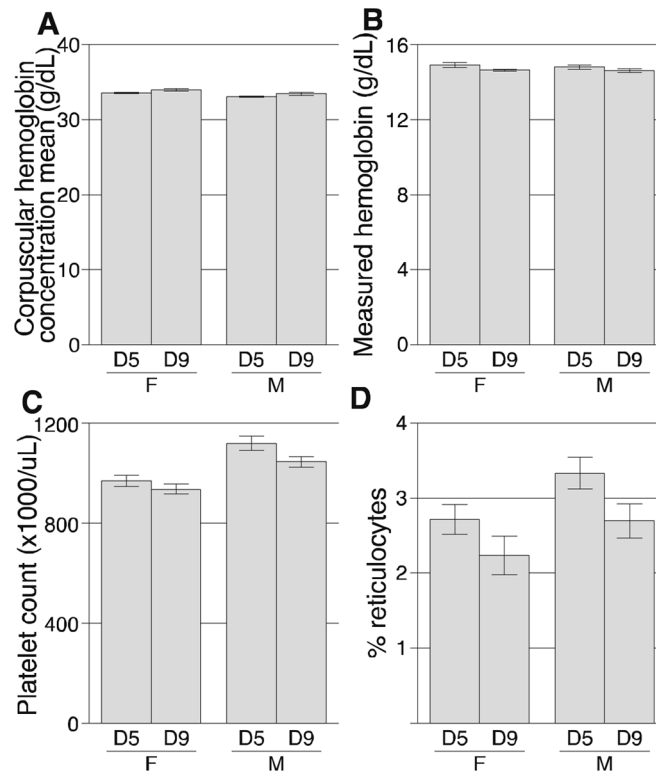 A
Corpuscular hemoglobin
concentration mean (g/dL)
40
30
20
10
0
D5 D9 D5 D9
F M
B
Measured hemoglobin (g/dL)
16
12
8
4
0
D5 D9 D5 D9
F M
C
Platelet count (x1000/uL)
1200
800
400
0
D5 D9 D5 D9
F M
D
% reticulocytes
4
3
2
1
D5 D9 D5 D9
F M